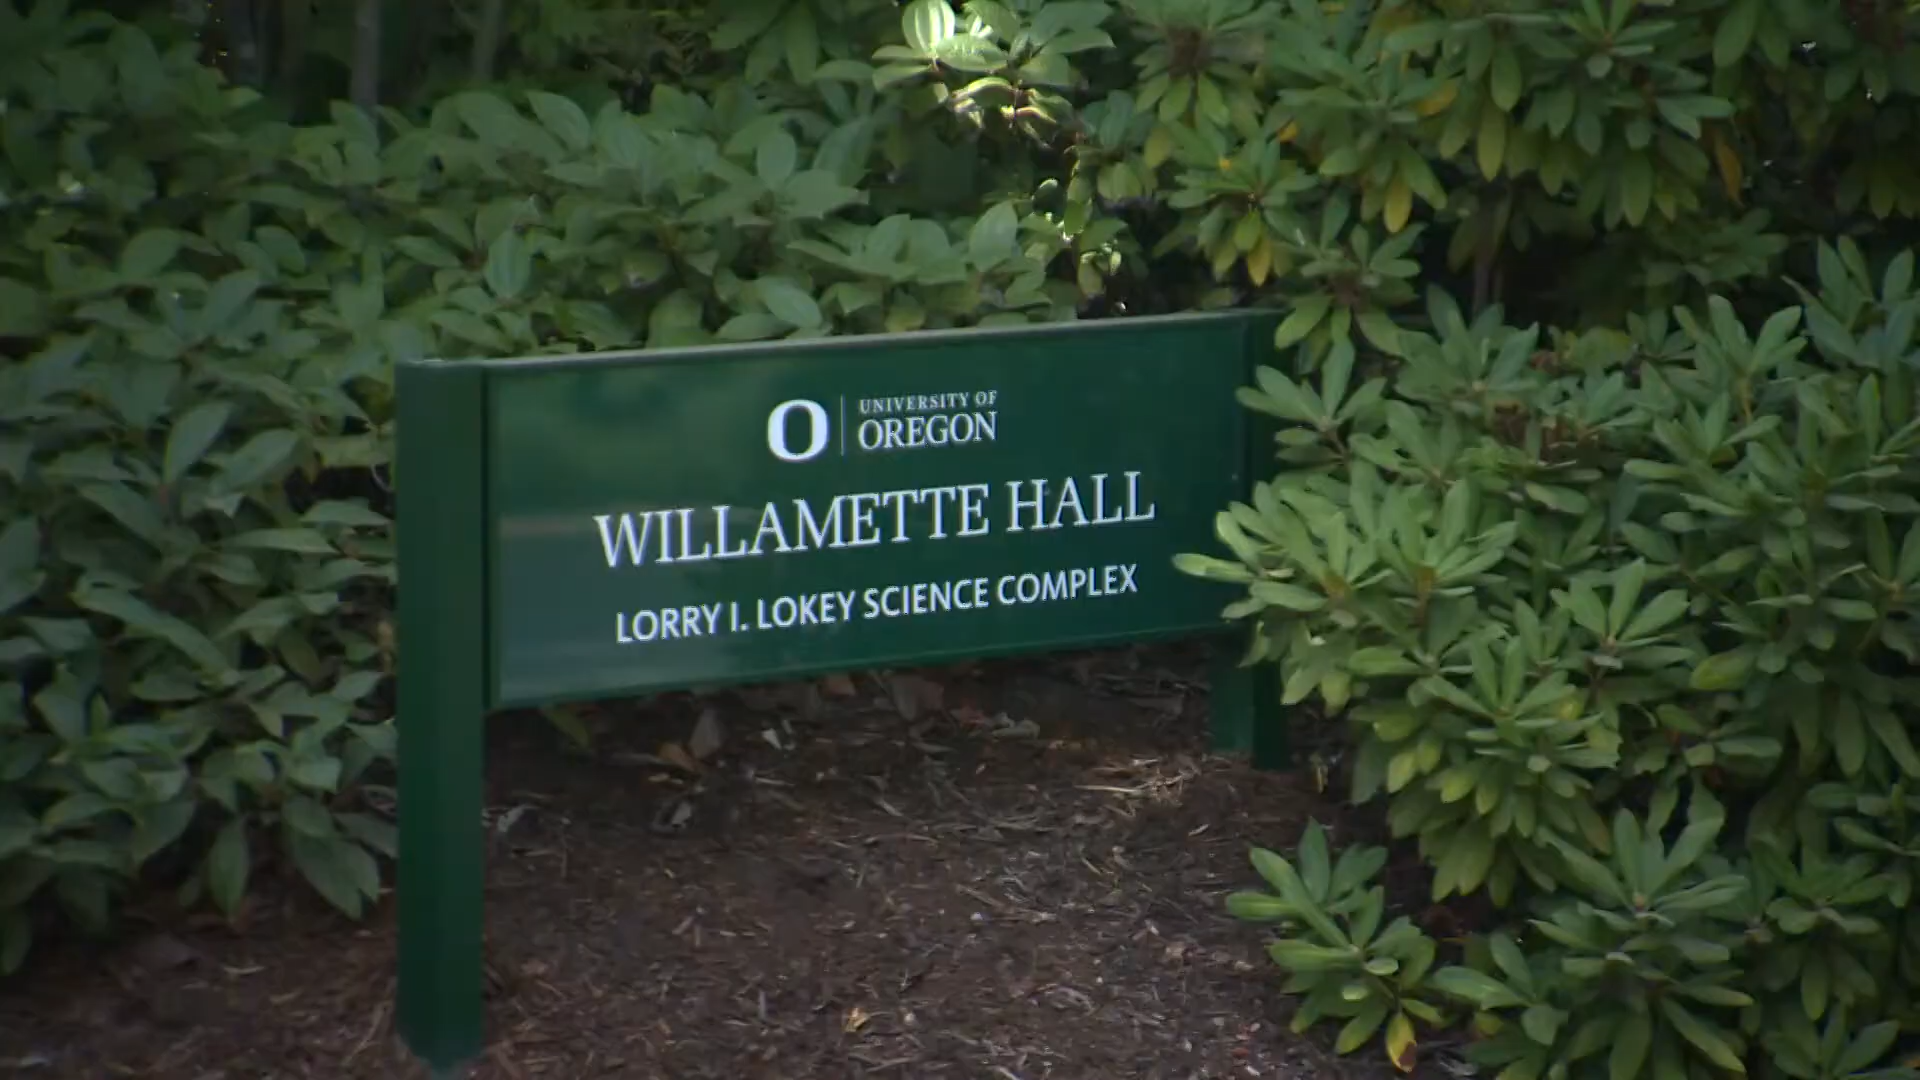 O
UNIVERSITY OF
OREGON
WILLAMETTE HALL
LORRY I. LOKEY SCIENCE COMPLEX